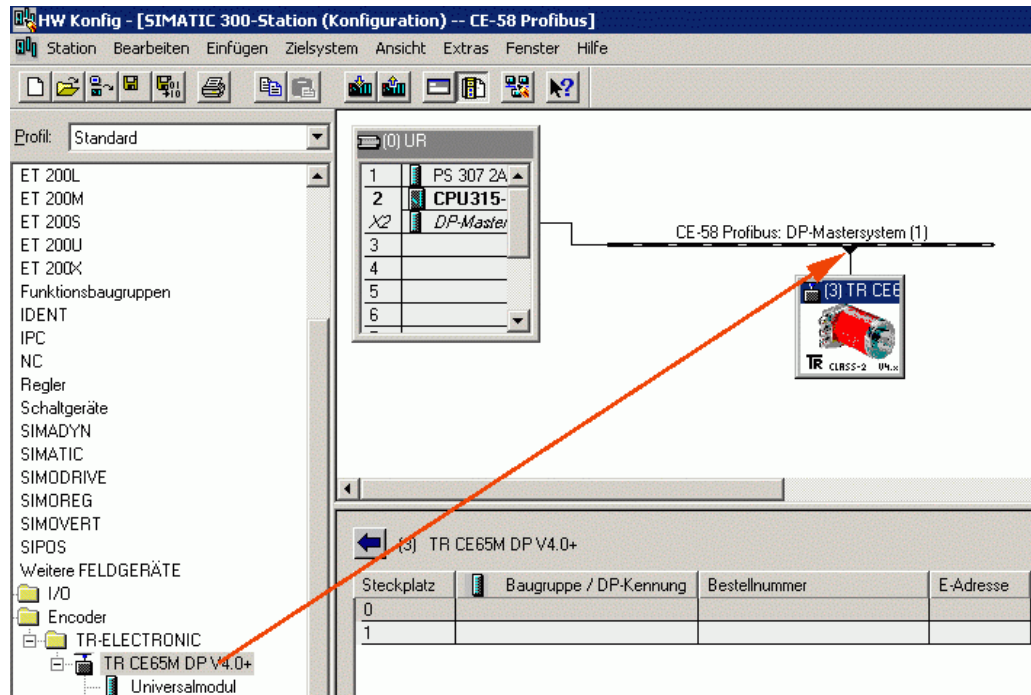 HW Konfig - [SIMATIC 300-Station (Konfiguration) -- CE-58 Profibus]
Station Bearbeiten Einfügen Zielsystem Ansicht Extras Fenster Hilfe
Profil: Standard
ET 200L
ET 200M
ET 200S
ET 200U
ET 200X
Funktionsbaugruppen
IDENT
IPC
NC
Regler
Schaltgeräte
SIMADYN
SIMATIC
SIMODRIVE
SIMOREG
SIMOVERT
SIPOS
Weitere FELDGERÄTE
I/O
Encoder
TR-ELECTRONIC
TR CE65M DP V4.0+
Universalmodul
(0) UR
1 PS 307 2A
2 CPU315-
X2 DP-Master
3
4
5
6
CE-58 Profibus: DP-Mastersystem (1)
(3) TR CE6
TR CLASS-2 V4.x
(3) TR CE65M DP V4.0+
Steckplatz Baugruppe / DP-Kennung Bestellnummer E-Adresse
0
1